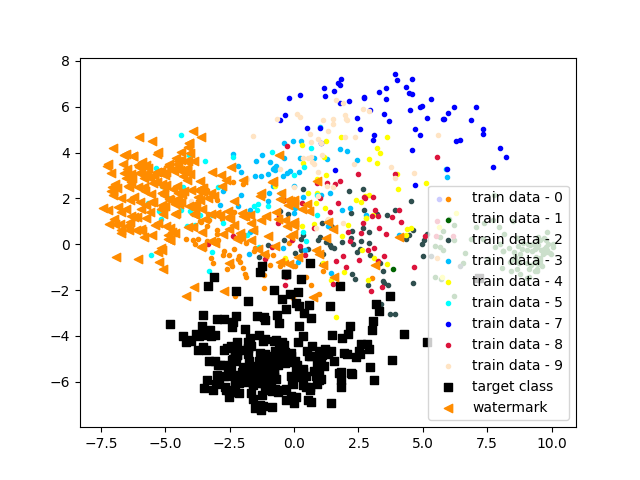 8
6
4
2
0
−2
−4
−6
−7.5 −5.0 −2.5 0.0 2.5 5.0 7.5 10.0
train data - 0
train data - 1
train data - 2
train data - 3
train data - 4
train data - 5
train data - 7
train data - 8
train data - 9
target class
watermark